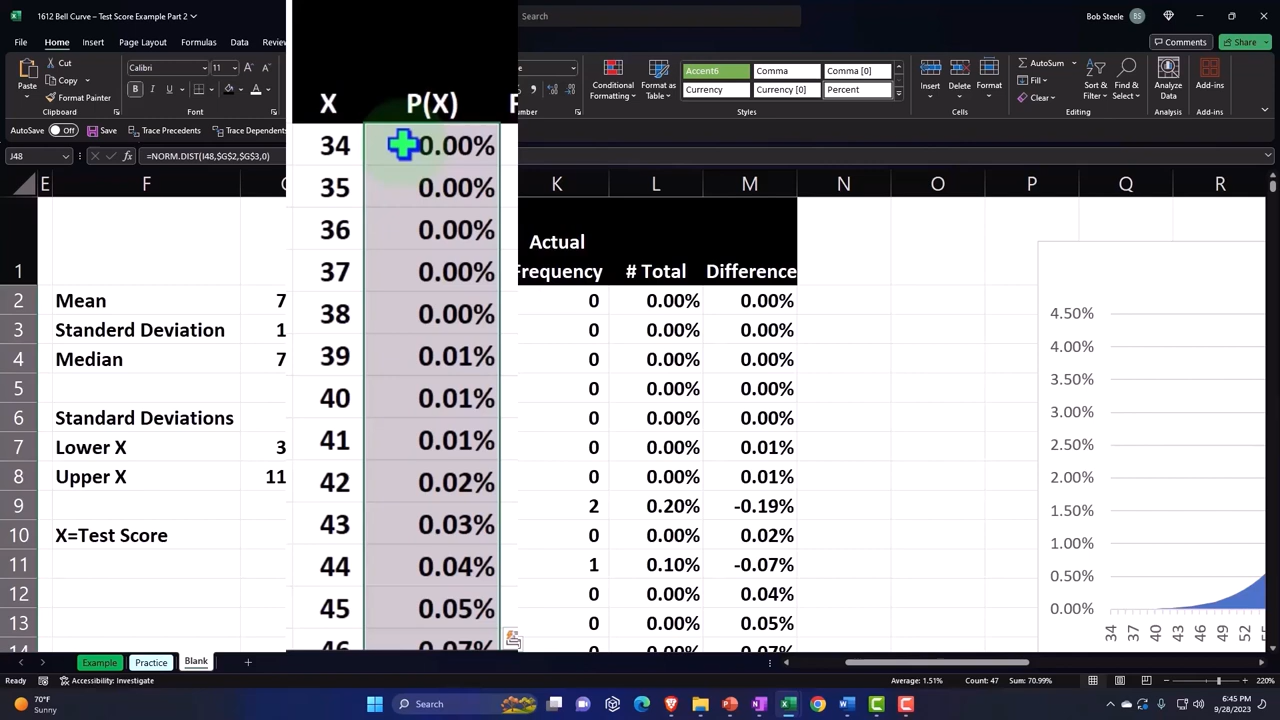 1612 Bell Curve - Test Score Example Part 2
Search
Bob Steele BS
File Home Insert Page Layout Formulas Data Review
Comments Share
Cut
Copy
Format Painter
Paste
Calibri 11
Conditional Formatting
Format as Table
Accent6 Comma Comma [0]
Currency Currency [0] Percent
Styles
Insert Delete Format
Cells
AutoSum
Fill
Clear
Sort & Filter
Find & Select
Editing
Analyze Data
Analysis
Add-ins
Add-ins
AutoSave Off Save Trace Precedents Trace Dependents
J48 fx =NORM.DIST(I48,$G$2,$G$3,0)
E F K L M N O P Q R
1 X P(X) Actual Frequency # Total Difference
2 Mean 34 0.00% 0 0.00% 0.00%
3 Standerd Deviation 35 0.00% 0 0.00% 0.00%
4 Median 36 0.00% 0 0.00% 0.00%
5 37 0.00% 0 0.00% 0.00%
6 Standard Deviations 38 0.00% 0 0.00% 0.00%
7 Lower X 39 0.01% 0 0.00% 0.01%
8 Upper X 40 0.01% 0 0.00% 0.01%
9 41 0.01% 2 0.20% -0.19%
10 X=Test Score 42 0.02% 0 0.00% 0.02%
11 43 0.03% 1 0.10% -0.07%
12 44 0.04% 0 0.00% 0.04%
13 45 0.05% 0 0.00% 0.05%
4.50%
4.00%
3.50%
3.00%
2.50%
2.00%
1.50%
1.00%
0.50%
0.00%
34 37 40 43 46 49 52
Example Practice Blank
Ready Accessibility: Investigate Average: 1.51% Count: 47 Sum: 70.99% 220%
70°F
Sunny
Search
6:45 PM
9/28/2023